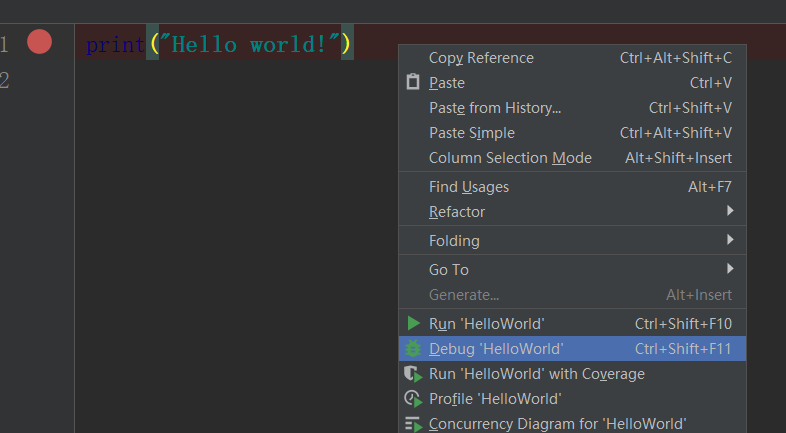 1 print("Hello world!")
2
Copy Reference Ctrl+Alt+Shift+C
Paste Ctrl+V
Paste from History... Ctrl+Shift+V
Paste Simple Ctrl+Alt+Shift+V
Column Selection Mode Alt+Shift+Insert
Find Usages Alt+F7
Refactor
Folding
Go To
Generate... Alt+Insert
Run 'HelloWorld' Ctrl+Shift+F10
Debug 'HelloWorld' Ctrl+Shift+F11
Run 'HelloWorld' with Coverage
Profile 'HelloWorld'
Concurrency Diagram for 'HelloWorld'